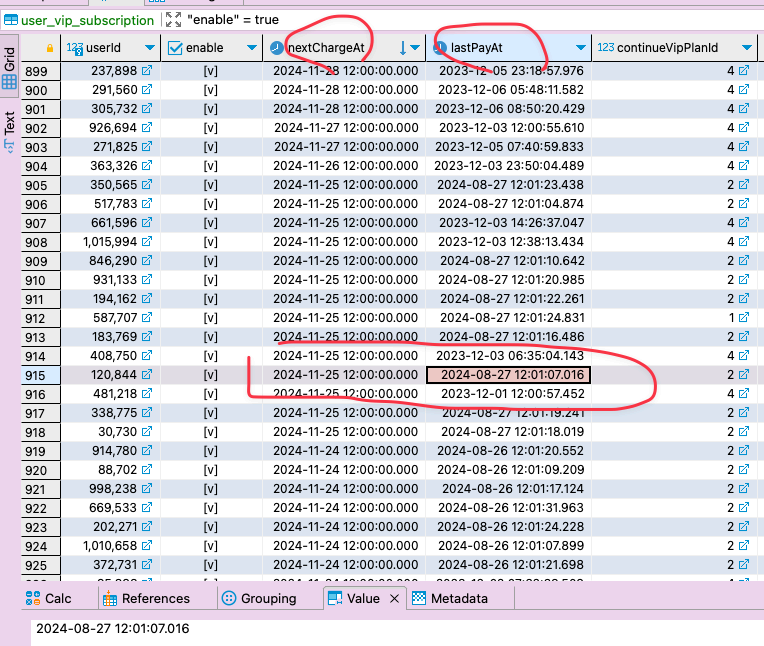 user_vip_subscription "enable" = true
Grid
Text
123 userId enable nextChargeAt lastPayAt 123 continueVipPlanId
899 237,898 [v] 2024-11-28 12:00:00.000 2023-12-05 23:18:57.976 4
900 291,560 [v] 2024-11-28 12:00:00.000 2023-12-06 05:48:11.582 4
901 305,732 [v] 2024-11-28 12:00:00.000 2023-12-06 08:50:20.429 4
902 926,694 [v] 2024-11-27 12:00:00.000 2023-12-03 12:00:55.610 4
903 271,825 [v] 2024-11-27 12:00:00.000 2023-12-05 07:40:59.833 4
904 363,326 [v] 2024-11-26 12:00:00.000 2023-12-03 23:50:04.489 4
905 350,565 [v] 2024-11-25 12:00:00.000 2024-08-27 12:01:23.438 2
906 517,783 [v] 2024-11-25 12:00:00.000 2024-08-27 12:01:04.874 2
907 661,596 [v] 2024-11-25 12:00:00.000 2023-12-03 14:26:37.047 4
908 1,015,994 [v] 2024-11-25 12:00:00.000 2023-12-03 12:38:13.434 4
909 846,290 [v] 2024-11-25 12:00:00.000 2024-08-27 12:01:10.642 2
910 931,133 [v] 2024-11-25 12:00:00.000 2024-08-27 12:01:20.985 2
911 194,162 [v] 2024-11-25 12:00:00.000 2024-08-27 12:01:22.261 2
912 587,707 [v] 2024-11-25 12:00:00.000 2024-08-27 12:01:24.831 1
913 183,769 [v] 2024-11-25 12:00:00.000 2024-08-27 12:01:16.486 2
914 408,750 [v] 2024-11-25 12:00:00.000 2023-12-03 06:35:04.143 4
915 120,844 [v] 2024-11-25 12:00:00.000 2024-08-27 12:01:07.016 2
916 481,218 [v] 2024-11-25 12:00:00.000 2023-12-01 12:00:57.452 4
917 338,775 [v] 2024-11-25 12:00:00.000 2024-08-27 12:01:19.241 2
918 30,730 [v] 2024-11-25 12:00:00.000 2024-08-27 12:01:18.019 2
919 914,780 [v] 2024-11-24 12:00:00.000 2024-08-26 12:01:20.552 2
920 88,702 [v] 2024-11-24 12:00:00.000 2024-08-26 12:01:09.209 2
921 998,238 [v] 2024-11-24 12:00:00.000 2024-08-26 12:01:17.124 2
922 669,533 [v] 2024-11-24 12:00:00.000 2024-08-26 12:01:31.963 2
923 202,271 [v] 2024-11-24 12:00:00.000 2024-08-26 12:01:24.228 2
924 1,010,658 [v] 2024-11-24 12:00:00.000 2024-08-26 12:01:07.899 2
925 372,731 [v] 2024-11-24 12:00:00.000 2024-08-26 12:01:21.698 2
Calc References Grouping Value Metadata
2024-08-27 12:01:07.016